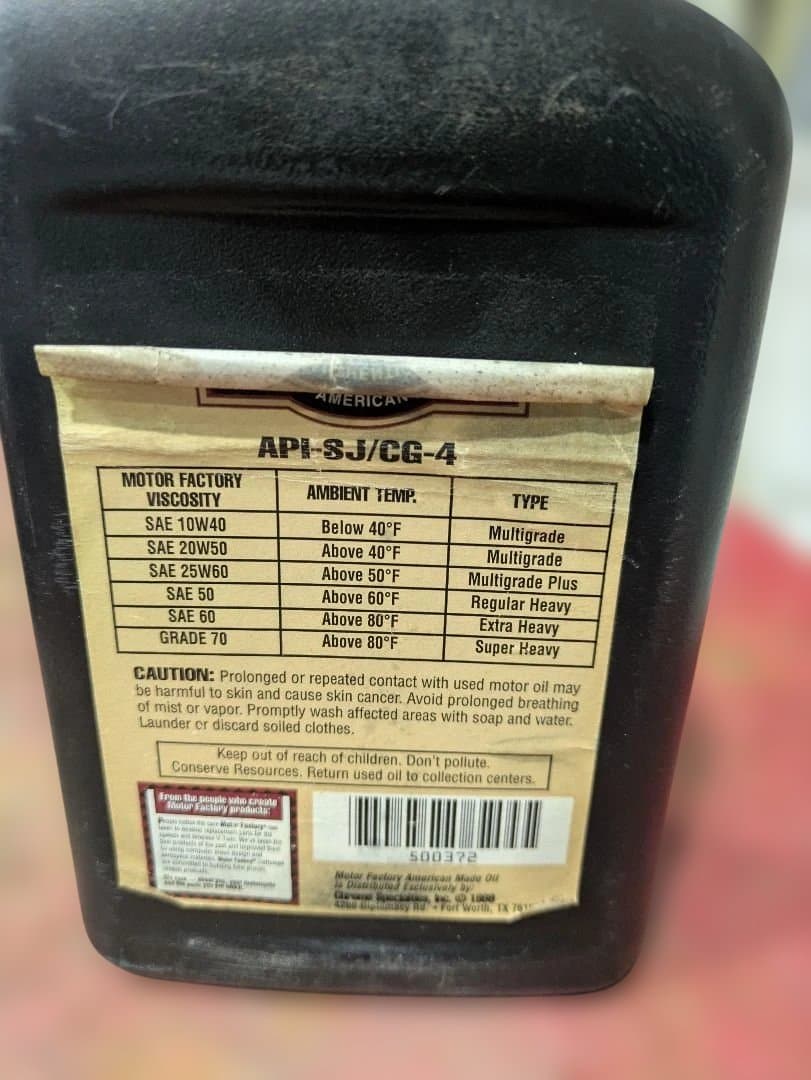 AMERICAN
API-SJ/CG-4
MOTOR FACTORY VISCOSITY AMBIENT TEMP. TYPE
SAE 10W40 Below 40°F Multigrade
SAE 20W50 Above 40°F Multigrade
SAE 25W60 Above 50°F Multigrade Plus
SAE 50 Above 60°F Regular Heavy
SAE 60 Above 80°F Extra Heavy
GRADE 70 Above 80°F Super Heavy
CAUTION: Prolonged or repeated contact with used motor oil may
be harmful to skin and cause skin cancer. Avoid prolonged breathing
of mist or vapor. Promptly wash affected areas with soap and water.
Launder or discard soiled clothes.
Keep out of reach of children. Don't pollute.
Conserve Resources. Return used oil to collection centers.
From the people who create
Motor Factory products:
500372
Motor Factory American Made Oil
is Distributed Exclusively by:
Chrome Specialties, Inc.
4200 Diplomacy Rd. • Fort Worth, TX